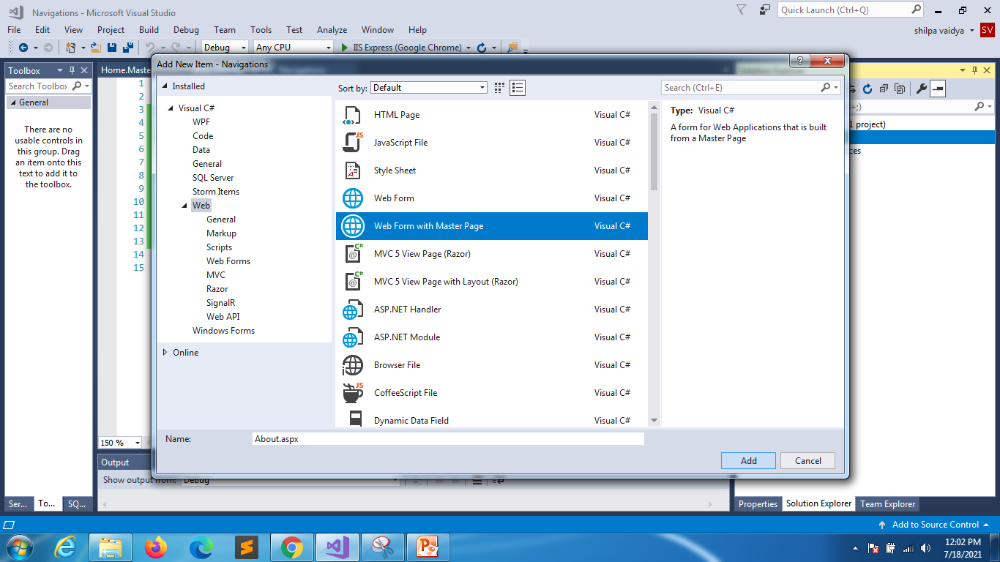 Navigations - Microsoft Visual Studio
Quick Launch (Ctrl+Q)
File Edit View Project Build Debug Team Tools Test Analyze Window Help
shilpa vaidya
SV
Debug
Any CPU
IIS Express (Google Chrome)
Toolbox
Search Toolbox
General
There are no
usable controls in
this group. Drag
an item onto this
text to add it to
the toolbox.
Home.Master
1
2
3
4
5
6
7
8
9
10
11
12
13
14
15
150 %
Add New Item - Navigations
Installed
Visual C#
WPF
Code
Data
General
SQL Server
Storm Items
Web
General
Markup
Scripts
Web Forms
MVC
Razor
SignalR
Web API
Windows Forms
Online
Sort by: Default
HTML Page Visual C#
JavaScript File Visual C#
Style Sheet Visual C#
Web Form Visual C#
Web Form with Master Page Visual C#
MVC 5 View Page (Razor) Visual C#
MVC 5 View Page with Layout (Razor) Visual C#
ASP.NET Handler Visual C#
ASP.NET Module Visual C#
Browser File Visual C#
CoffeeScript File Visual C#
Dynamic Data Field Visual C#
Search (Ctrl+E)
Type: Visual C#
A form for Web Applications that is built
from a Master Page
Name: About.aspx
Add Cancel
Solution Explorer
+;)
1 project)
ces
Output
Show output from: Debug
Ser... To... SQ...
Properties Solution Explorer Team Explorer
Add to Source Control
12:02 PM
7/18/2021